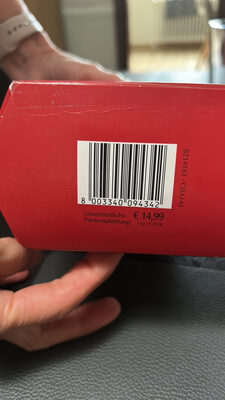 8 003340 094342
Unverbindliche
Preisempfehlung: € 14,99